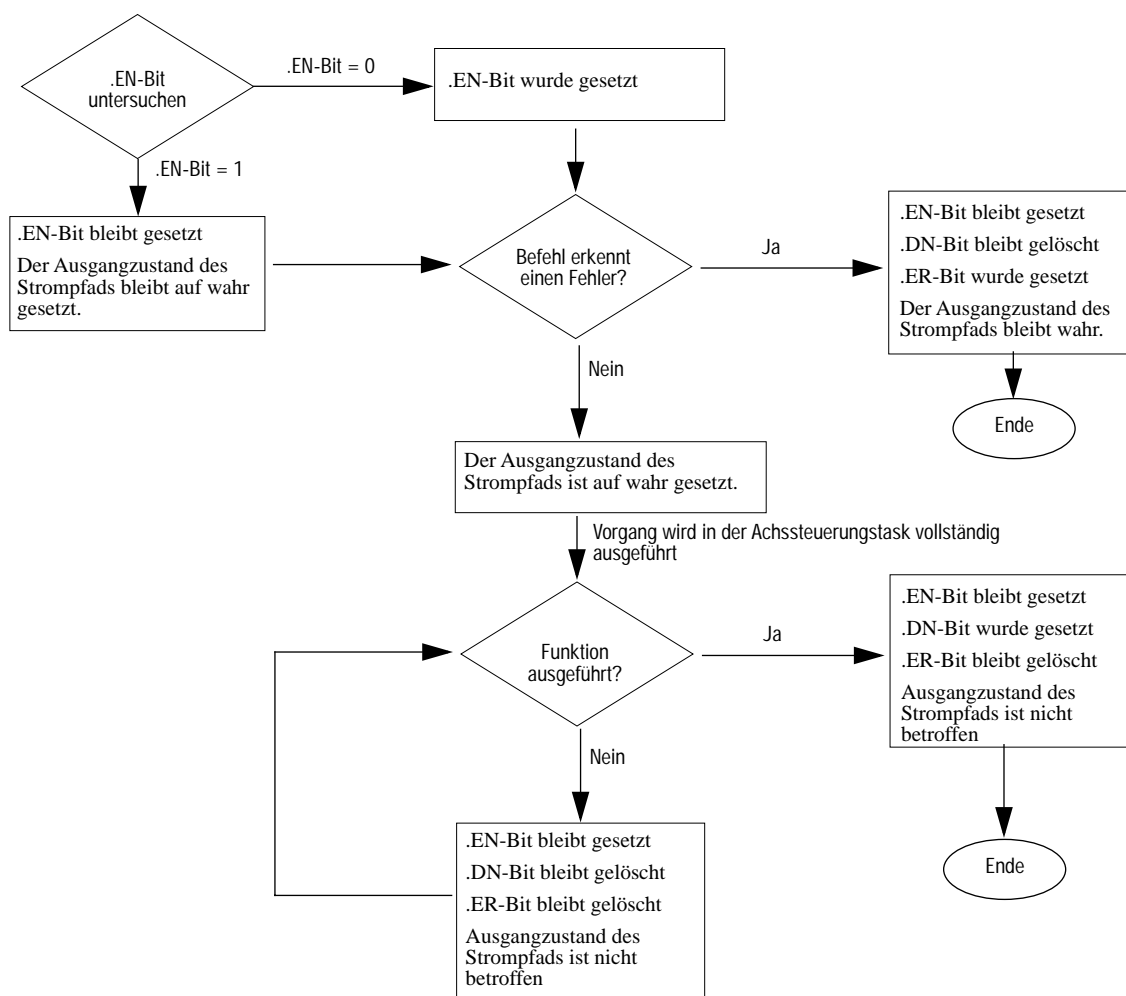 .EN-Bit
untersuchen
.EN-Bit = 0
.EN-Bit wurde gesetzt
.EN-Bit = 1
.EN-Bit bleibt gesetzt
Der Ausgangzustand des
Strompfads bleibt auf wahr
gesetzt.
Befehl erkennt
einen Fehler?
Ja
.EN-Bit bleibt gesetzt
.DN-Bit bleibt gelöscht
.ER-Bit wurde gesetzt
Der Ausgangzustand des
Strompfads bleibt wahr.
Ende
Nein
Der Ausgangzustand des
Strompfads ist auf wahr gesetzt.
Vorgang wird in der Achssteuerungstask vollständig
ausgeführt
Funktion
ausgeführt?
Ja
.EN-Bit bleibt gesetzt
.DN-Bit wurde gesetzt
.ER-Bit bleibt gelöscht
Ausgangzustand des
Strompfads ist nicht
betroffen
Ende
Nein
.EN-Bit bleibt gesetzt
.DN-Bit bleibt gelöscht
.ER-Bit bleibt gelöscht
Ausgangzustand des
Strompfads ist nicht
betroffen